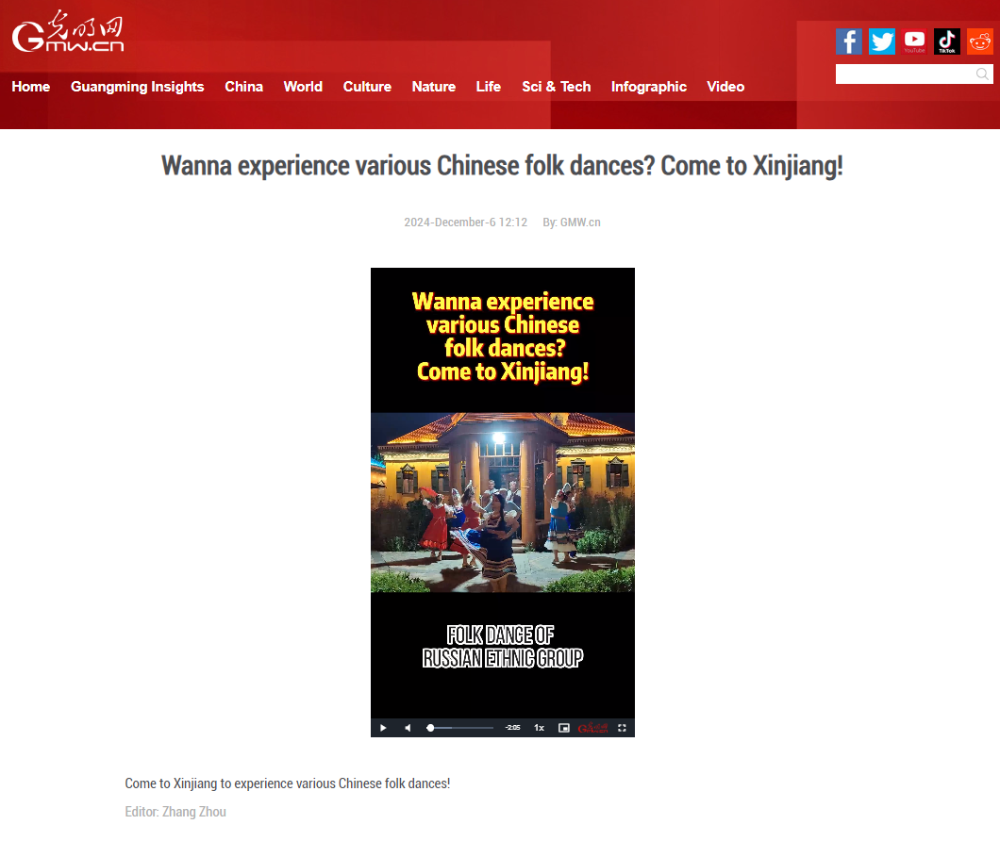 光明网
GMW.CN
YouTube
TikTok
Home Guangming Insights China World Culture Nature Life Sci & Tech Infographic Video
Wanna experience various Chinese folk dances? Come to Xinjiang!
2024-December-6 12:12 By: GMW.cn
Wanna experience
various Chinese
folk dances?
Come to Xinjiang!
FOLK DANCE OF
RUSSIAN ETHNIC GROUP
-2:05 1x
Come to Xinjiang to experience various Chinese folk dances!
Editor: Zhang Zhou